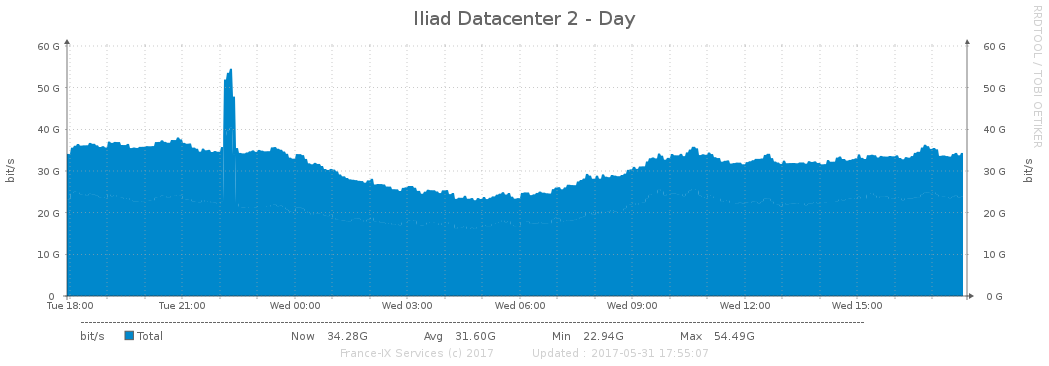 Iliad Datacenter 2 - Day
RRDTOOL / TOBI OETIKER
60 G 60 G
50 G 50 G
40 G 40 G
30 G 30 G
20 G 20 G
10 G 10 G
0 0 G
bit/s bit/s
Tue 18:00 Tue 21:00 Wed 00:00 Wed 03:00 Wed 06:00 Wed 09:00 Wed 12:00 Wed 15:00
bit/s Total Now 34.28G Avg 31.60G Min 22.94G Max 54.49G
France-IX Services (c) 2017 Updated : 2017-05-31 17:55:07